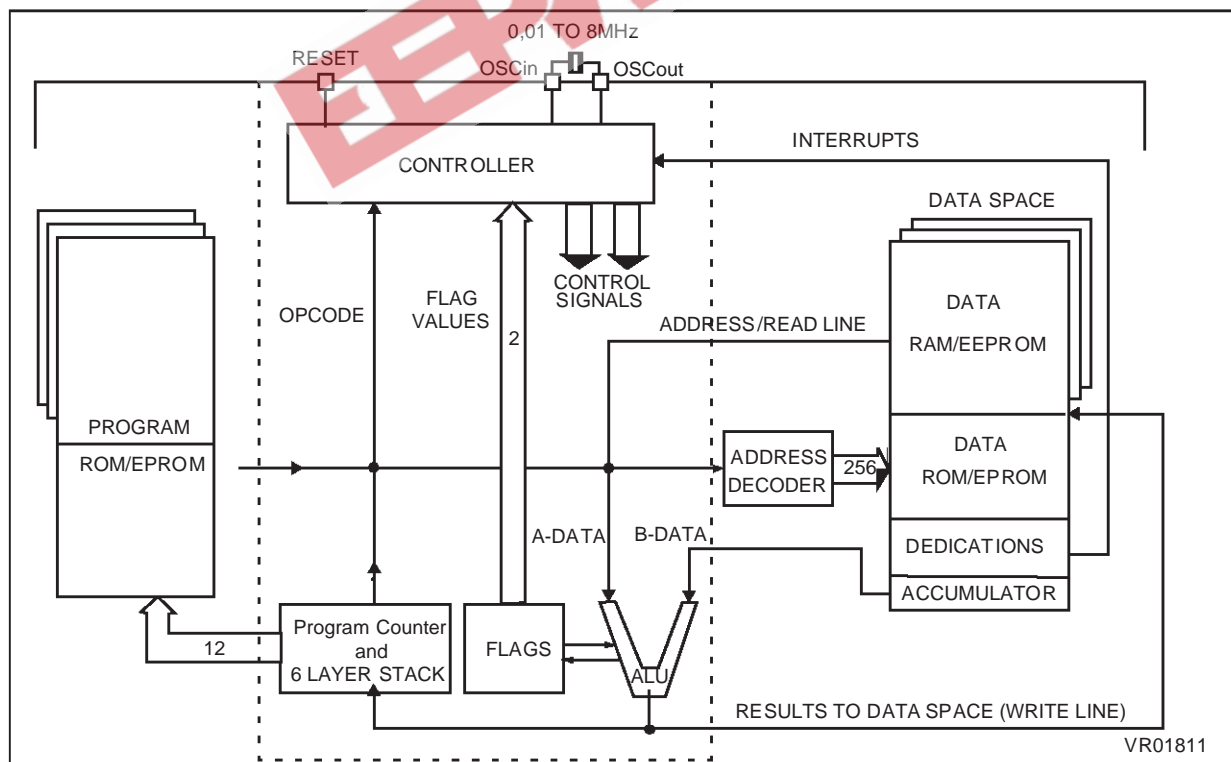 0,01 TO 8MHz
RESET
OSCin
OSCout
CONTROLLER
INTERRUPTS
DATA SPACE
OPCODE
FLAG
VALUES
2
CONTROL
SIGNALS
ADDRESS/READ LINE
DATA
RAM/EEPROM
PROGRAM
ROM/EPROM
ADDRESS
DECODER
256
DATA
ROM/EPROM
A-DATA
B-DATA
DEDICATIONS
ACCUMULATOR
12
Program Counter
and
6 LAYER STACK
FLAGS
ALU
RESULTS TO DATA SPACE (WRITE LINE)
VR01811